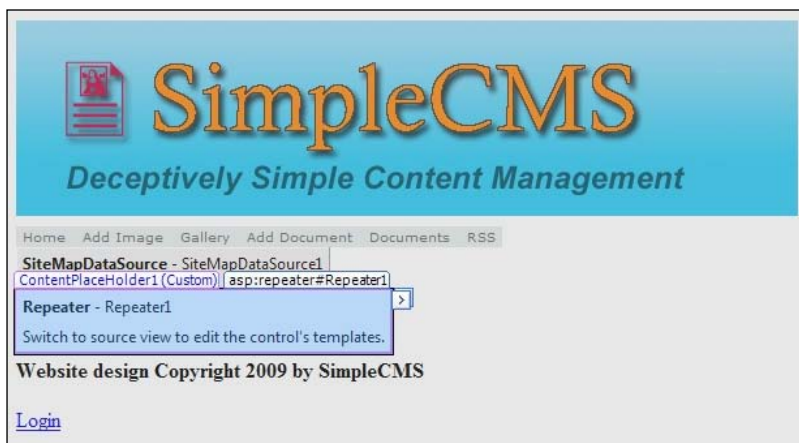 SimpleCMS
Deceptively Simple Content Management
Home Add Image Gallery Add Document Documents RSS
SiteMapDataSource - SiteMapDataSource1
ContentPlaceHolder1 (Custom) asp:repeater#Repeater1
Repeater - Repeater1
Switch to source view to edit the control's templates.
Website design Copyright 2009 by SimpleCMS
Login